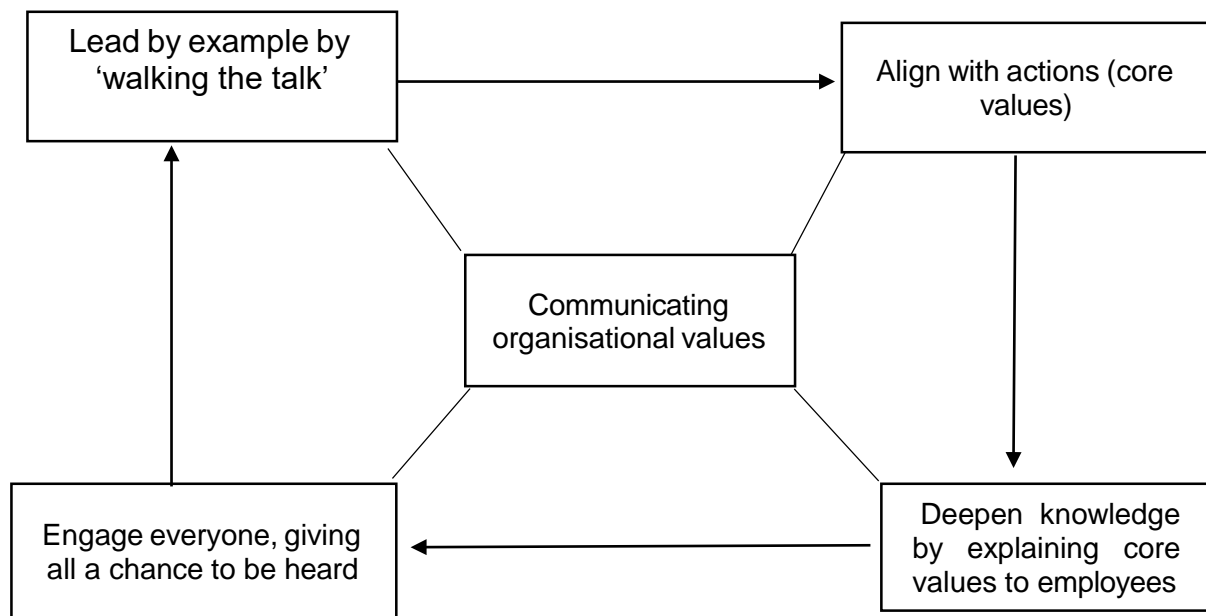 Lead by example by
‘walking the talk’
Align with actions (core
values)
Communicating
organisational values
Engage everyone, giving
all a chance to be heard
Deepen knowledge
by explaining core
values to employees